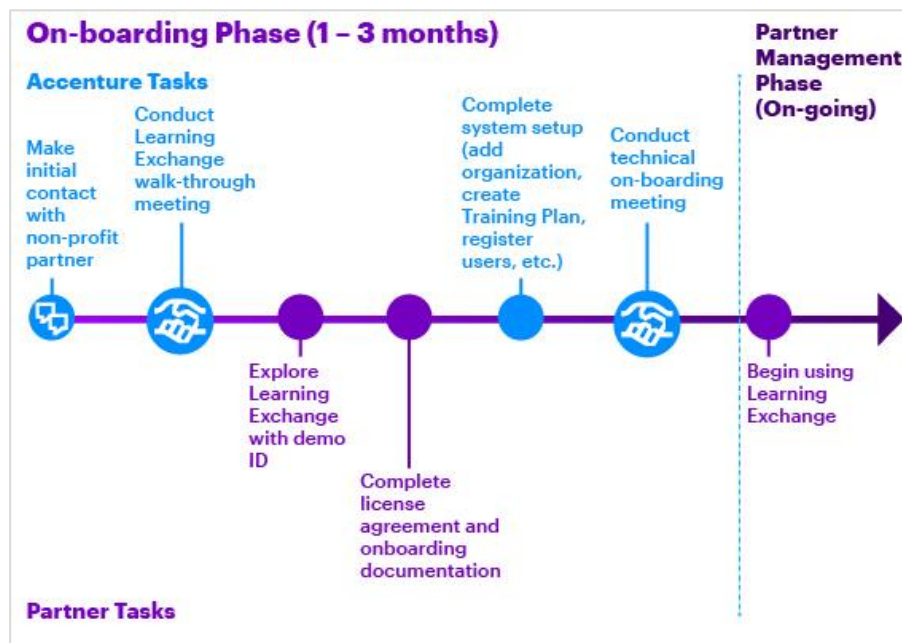 On-boarding Phase (1 – 3 months)
Partner
Management
Phase
(On-going)
Accenture Tasks
Make
initial
contact
with
non-profit
partner
Conduct
Learning
Exchange
walk-through
meeting
Complete
system setup
(add
organization,
create
Training Plan,
register
users, etc.)
Conduct
technical
on-boarding
meeting
Explore
Learning
Exchange
with demo
ID
Complete
license
agreement and
onboarding
documentation
Begin using
Learning
Exchange
Partner Tasks